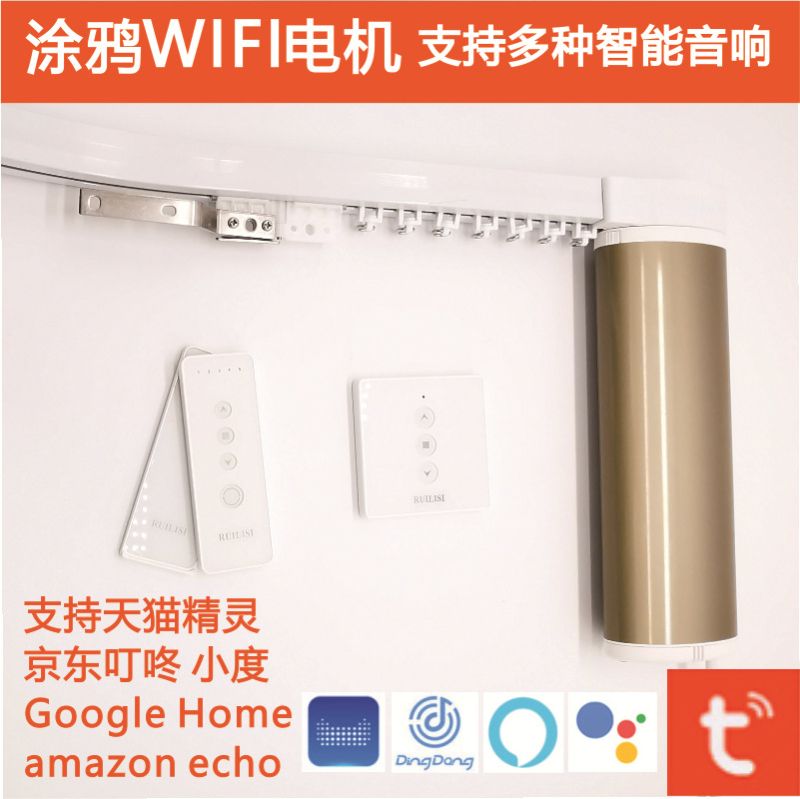 涂鸦WIFI电机 支持多种智能音响
RUILISI
RUILISI
RUILISI
支持天猫精灵
京东叮咚 小度
Google Home
amazon echo
DingDong
t